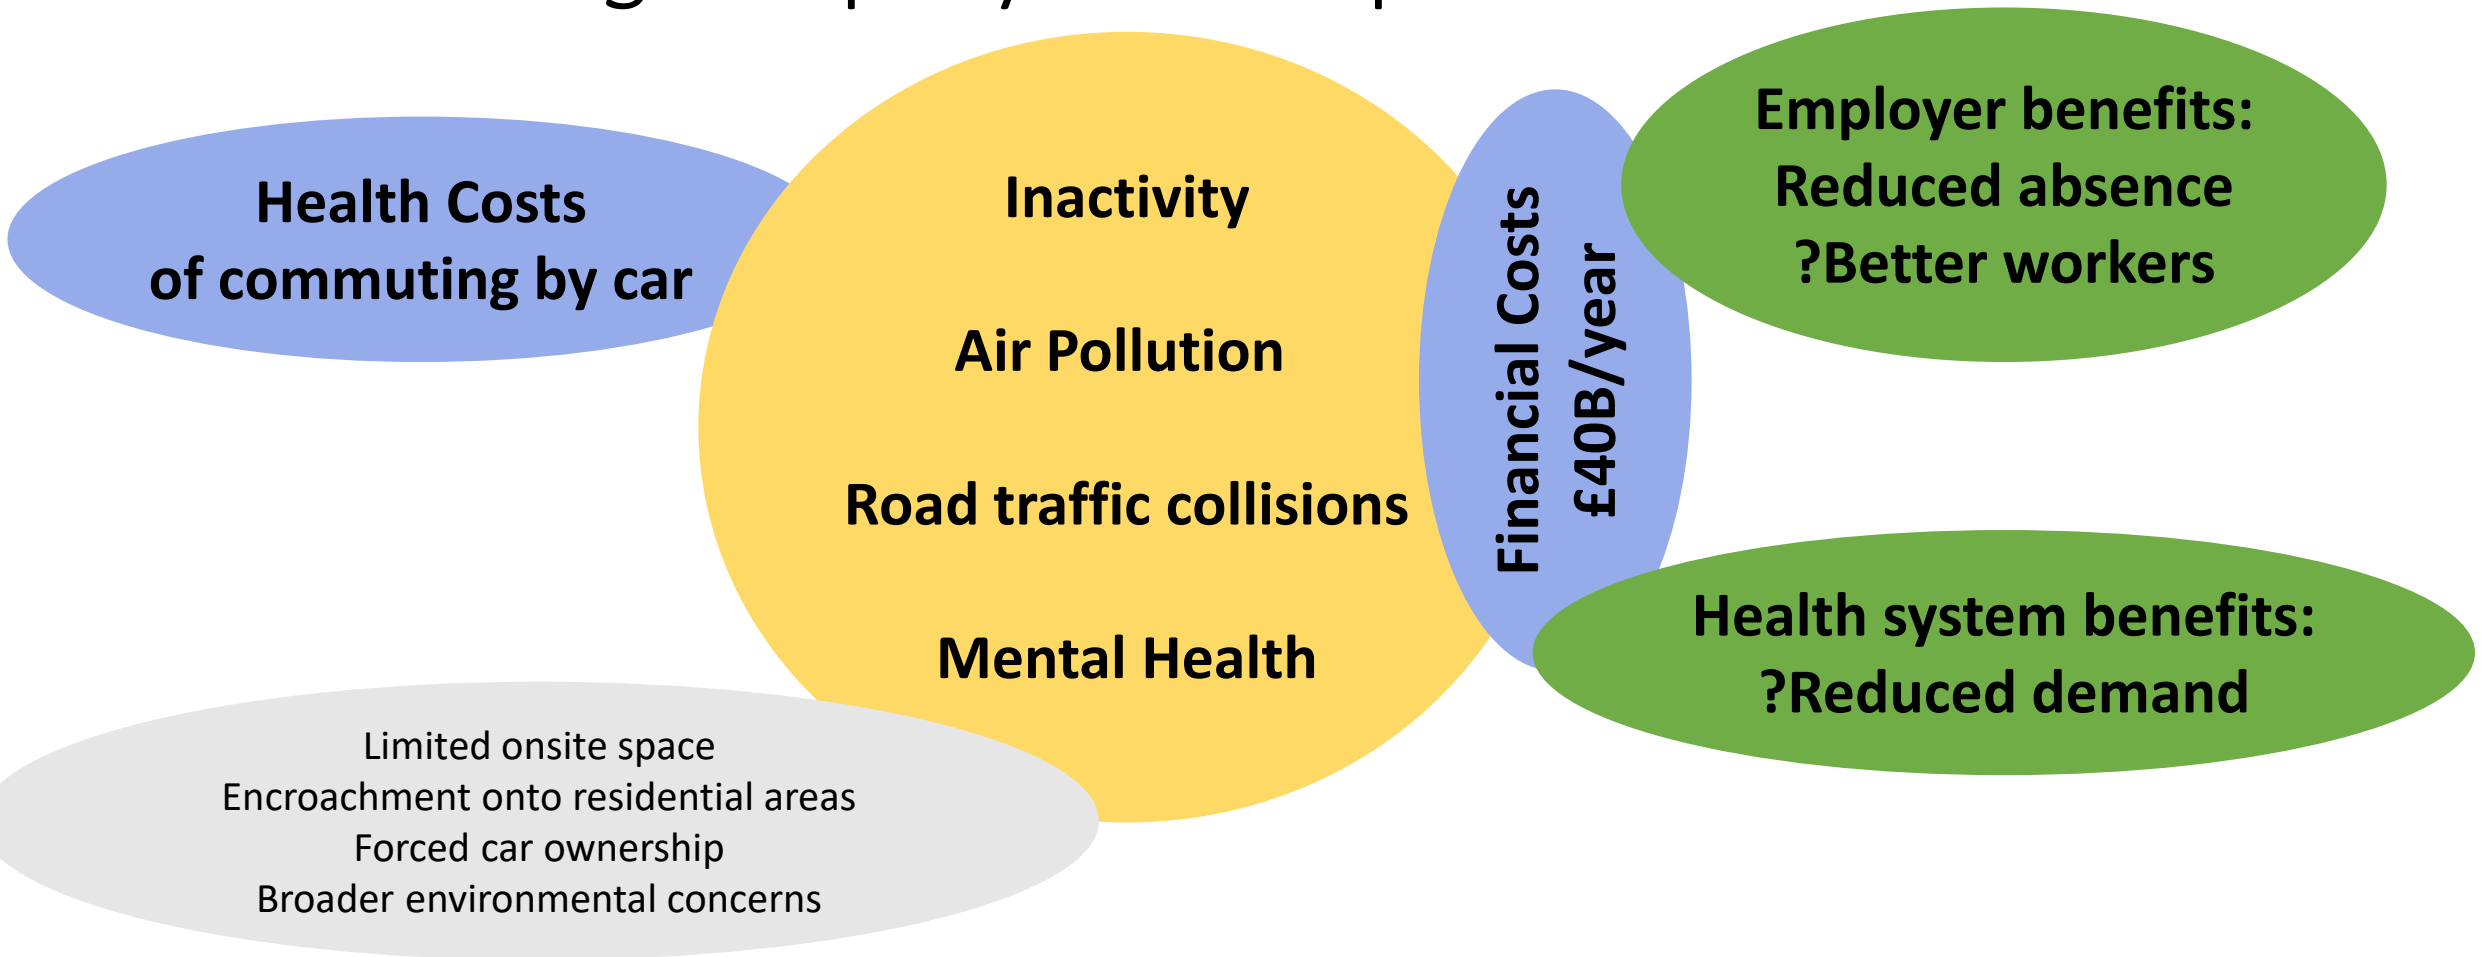 Health Costs
of commuting by car
Inactivity
Air Pollution
Road traffic collisions
Mental Health
Financial Costs
£40B/year
Employer benefits:
Reduced absence
?Better workers
Health system benefits:
?Reduced demand
Limited onsite space
Encroachment onto residential areas
Forced car ownership
Broader environmental concerns